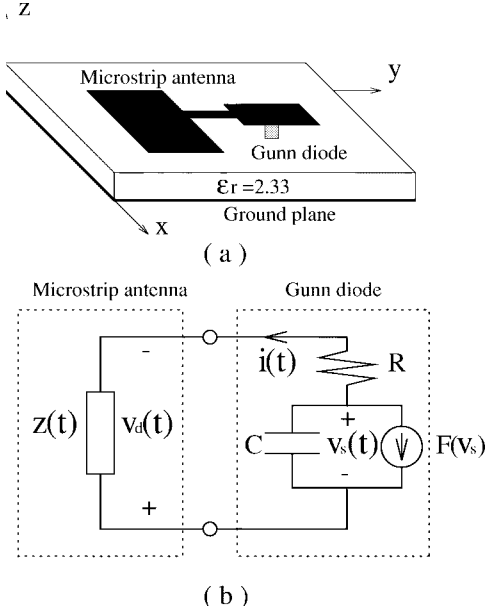 z
Microstrip antenna
y
Gunn diode
εr =2.33
Ground plane
x
( a )
Microstrip antenna Gunn diode
- i(t) R
z(t) vd(t) C + vs(t) - F(vs)
+
( b )